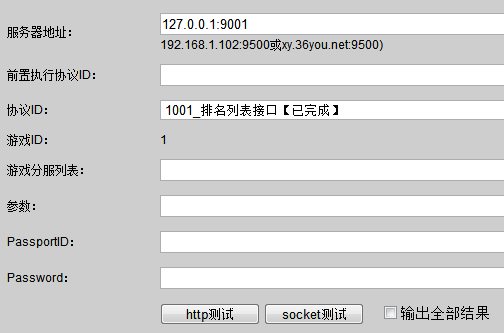 服务器地址： 127.0.0.1:9001
192.168.1.102:9500或xy.36you.net:9500)
前置执行协议ID：
协议ID： 1001_排名列表接口【已完成】
游戏ID： 1
游戏分服列表：
参数：
PassportID：
Password：
http测试 socket测试 输出全部结果